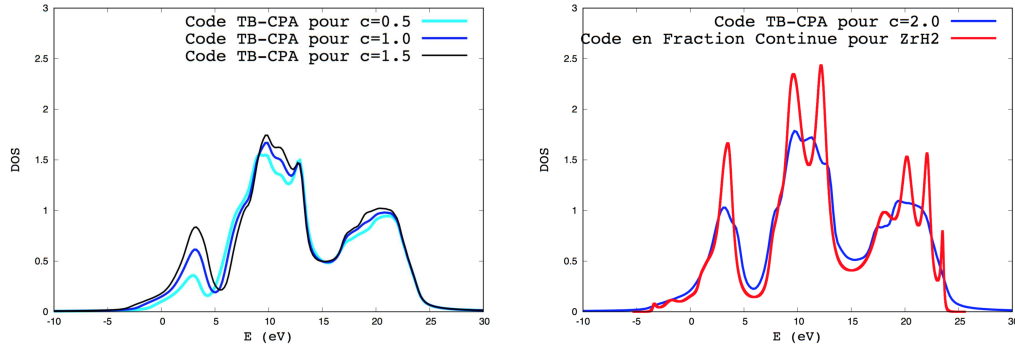 Code TB-CPA pour c=0.5
Code TB-CPA pour c=1.0
Code TB-CPA pour c=1.5
3
2.5
2
1.5
1
0.5
0
DOS
-10 -5 0 5 10 15 20 25 30
E (eV)
Code TB-CPA pour c=2.0
Code en Fraction Continue pour ZrH2
3
2.5
2
1.5
1
0.5
0
DOS
-10 -5 0 5 10 15 20 25 30
E (eV)